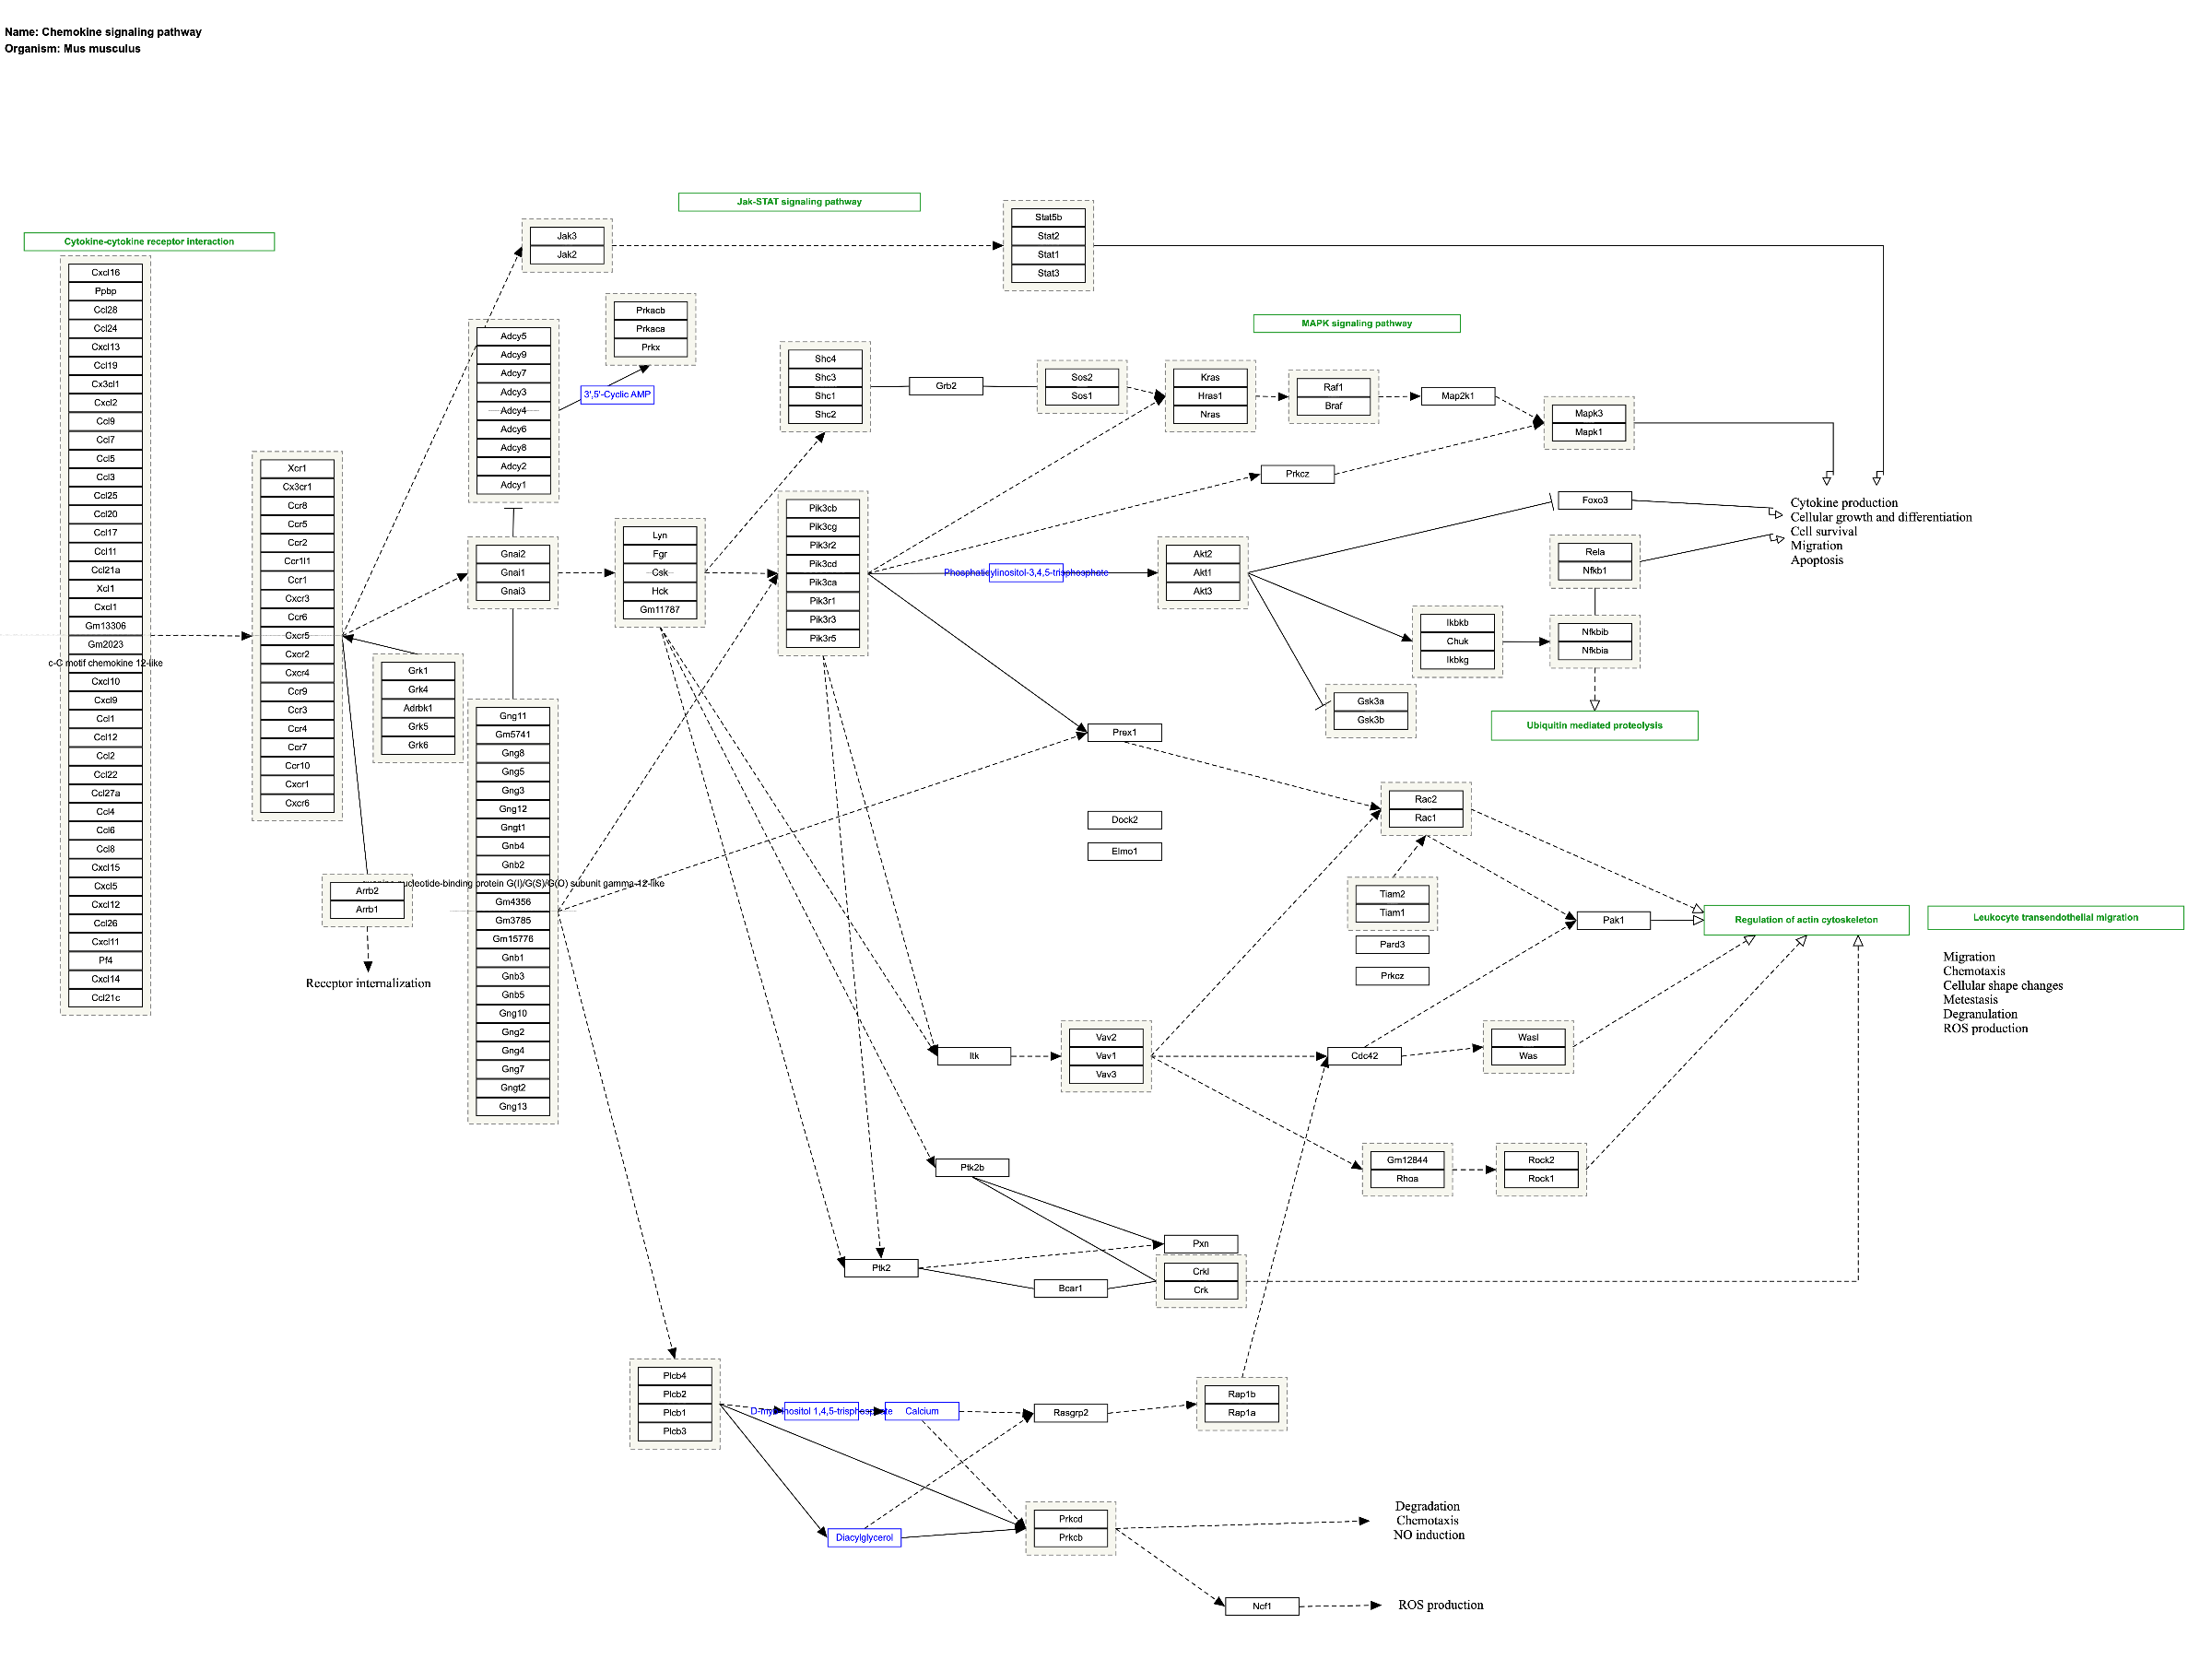 Name: Chemokine signaling pathway
Organism: Mus musculus
Jak-STAT signaling pathway
Cytokine-cytokine receptor interaction
Cxcl16
Ppbp
Ccl28
Ccl24
Cxcl13
Ccl19
Cx3cl1
Cxcl2
Ccl9
Ccl7
Ccl5
Ccl3
Ccl25
Ccl20
Ccl17
Ccl11
Ccl21a
Xcl1
Cxcl1
Gm13306
Gm2023
c-C motif chemokine 12-like
Cxcl10
Cxcl9
Ccl1
Ccl12
Ccl2
Ccl22
Ccl27a
Ccl4
Ccl6
Ccl8
Cxcl15
Cxcl5
Cxcl12
Ccl26
Cxcl11
Pf4
Cxcl14
Ccl21c
Xcr1
Cx3cr1
Ccr8
Ccr5
Ccr2
Ccr1l1
Ccr1
Cxcr3
Ccr6
Cxcr5
Cxcr2
Cxcr4
Ccr9
Ccr3
Ccr4
Ccr7
Ccr10
Cxcr1
Cxcr6
Grk1
Grk4
Adrbk1
Grk5
Grk6
Arrb2
Arrb1
Receptor internalization
Jak3
Jak2
Stat5b
Stat2
Stat1
Stat3
Adcy5
Adcy9
Adcy7
Adcy3
Adcy4
Adcy6
Adcy8
Adcy2
Adcy1
Prkacb
Prkaca
Prkx
3',5'-Cyclic AMP
Gnai2
Gnai1
Gnai3
Gng11
Gm5741
Gng8
Gng5
Gng3
Gng12
Gngt1
Gnb4
Gnb2
nucleotide-binding protein G(I)/G(S)/G(O) subunit gamma-12-like
Gm4356
Gm3785
Gm15776
Gnb1
Gnb3
Gnb5
Gng10
Gng2
Gng4
Gng7
Gngt2
Gng13
Lyn
Fgr
Csk
Hck
Gm11787
Shc4
Shc3
Shc1
Shc2
Grb2
Sos2
Sos1
MAPK signaling pathway
Kras
Hras1
Nras
Raf1
Braf
Map2k1
Mapk3
Mapk1
Pik3cb
Pik3cg
Pik3r2
Pik3cd
Pik3ca
Pik3r1
Pik3r3
Pik3r5
Prkcz
Phosphatidylinositol-3,4,5-trisphosphate
Akt2
Akt1
Akt3
Foxo3
Rela
Nfkb1
Ikbkb
Chuk
Ikbkg
Nfkbib
Nfkbia
Gsk3a
Gsk3b
Ubiquitin mediated proteolysis
Cytokine production
Cellular growth and differentiation
Cell survival
Migration
Apoptosis
Prex1
Dock2
Elmo1
Rac2
Rac1
Tiam2
Tiam1
Pard3
Prkcz
Pak1
Regulation of actin cytoskeleton
Leukocyte transendothelial migration
Migration
Chemotaxis
Cellular shape changes
Metestasis
Degranulation
ROS production
Itk
Vav2
Vav1
Vav3
Cdc42
Wasl
Was
Ptk2b
Gm12844
Rhoa
Rock2
Rock1
Ptk2
Pxn
Bcar1
Crkl
Crk
Plcb4
Plcb2
Plcb1
Plcb3
D-myo-Inositol 1,4,5-trisphosphate
Calcium
Rasgrp2
Rap1b
Rap1a
Diacylglycerol
Prkcd
Prkcb
Degradation
Chemotaxis
NO induction
Ncf1
ROS production